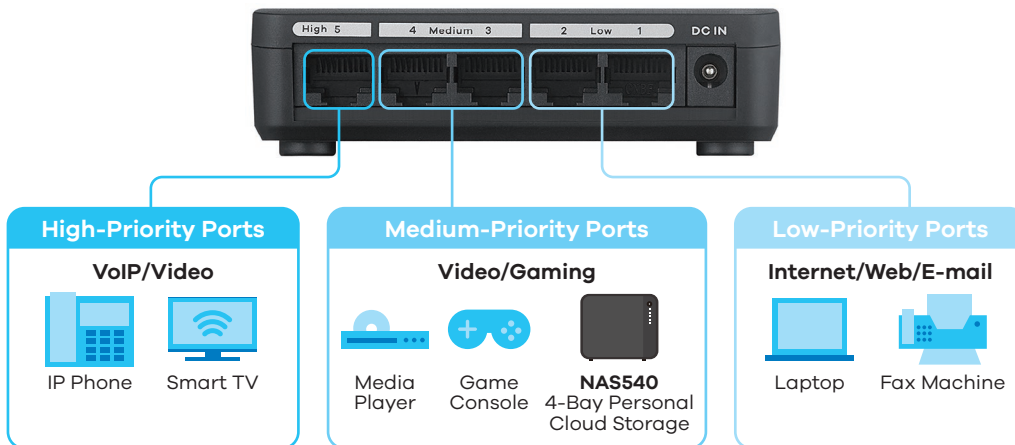 High 5
4 Medium 3
2 Low 1
DC IN
High-Priority Ports
VoIP/Video
IP Phone
Smart TV
Medium-Priority Ports
Video/Gaming
Media
Player
Game
Console
NAS540
4-Bay Personal
Cloud Storage
Low-Priority Ports
Internet/Web/E-mail
Laptop
Fax Machine